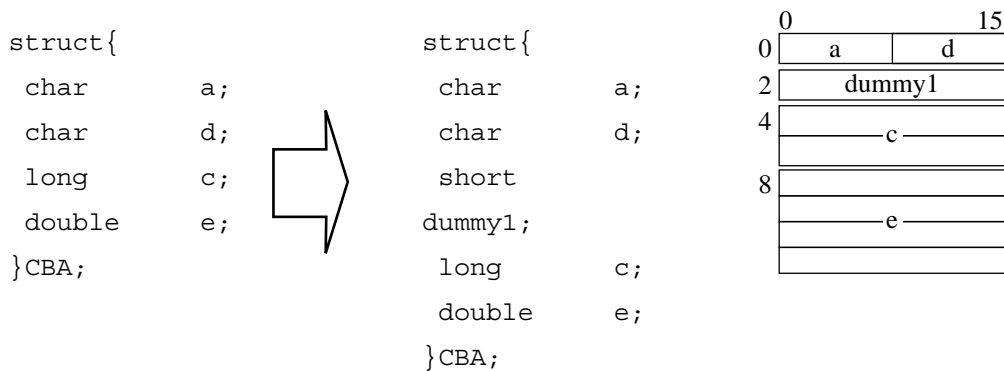 struct{
char a;
char d;
long c;
double e;
}CBA;
struct{
char a;
char d;
short
dummy1;
long c;
double e;
}CBA;
0 15
0 a d
2 dummy1
4 c
8 e